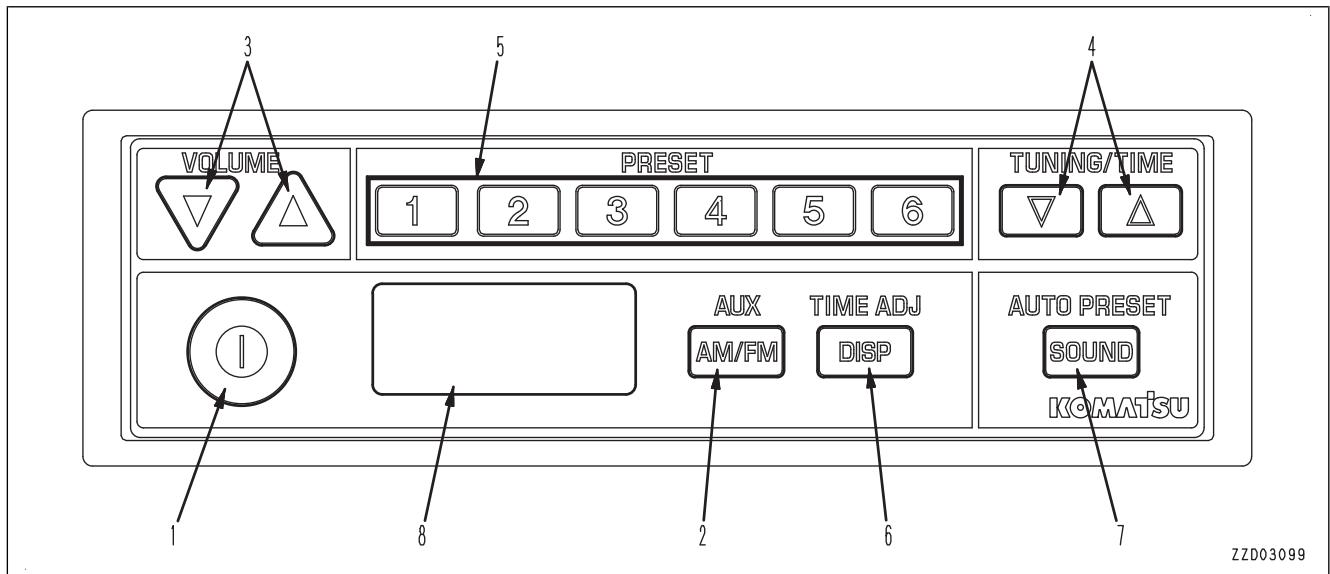 3 5 4
VOLUME PRESET TUNING/TIME
1 2 3 4 5 6
AUX TIME ADJ AUTO PRESET
AM/FM DISP SOUND
KOMATSU
1 8 2 6 7
ZZD03099